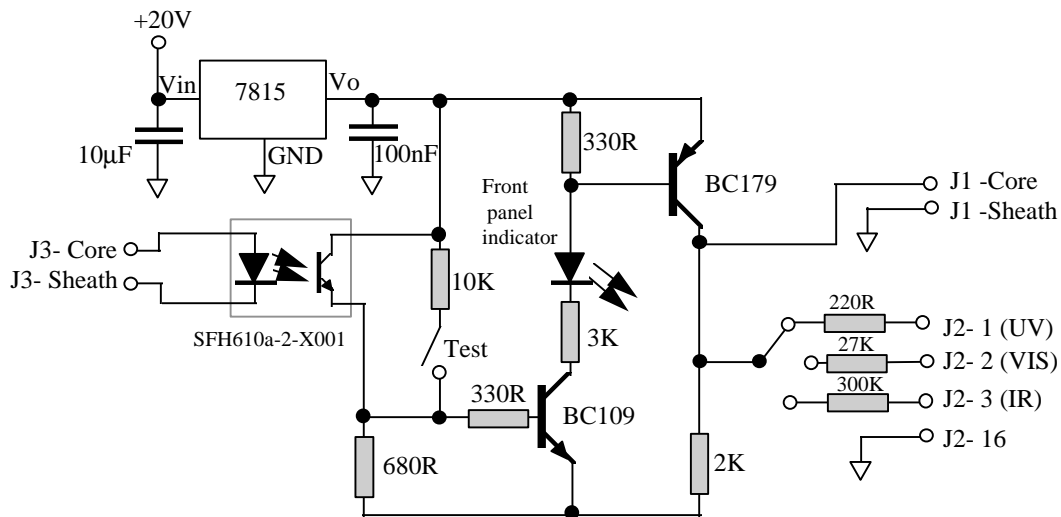 +20V
Vin
7815
Vo
10µF
GND
100nF
330R
BC179
J1 -Core
J1 -Sheath
Front
panel
indicator
J3- Core
J3- Sheath
10K
SFH610a-2-X001
3K
Test
220R
J2- 1 (UV)
27K
J2- 2 (VIS)
300K
J2- 3 (IR)
330R
BC109
J2- 16
680R
2K